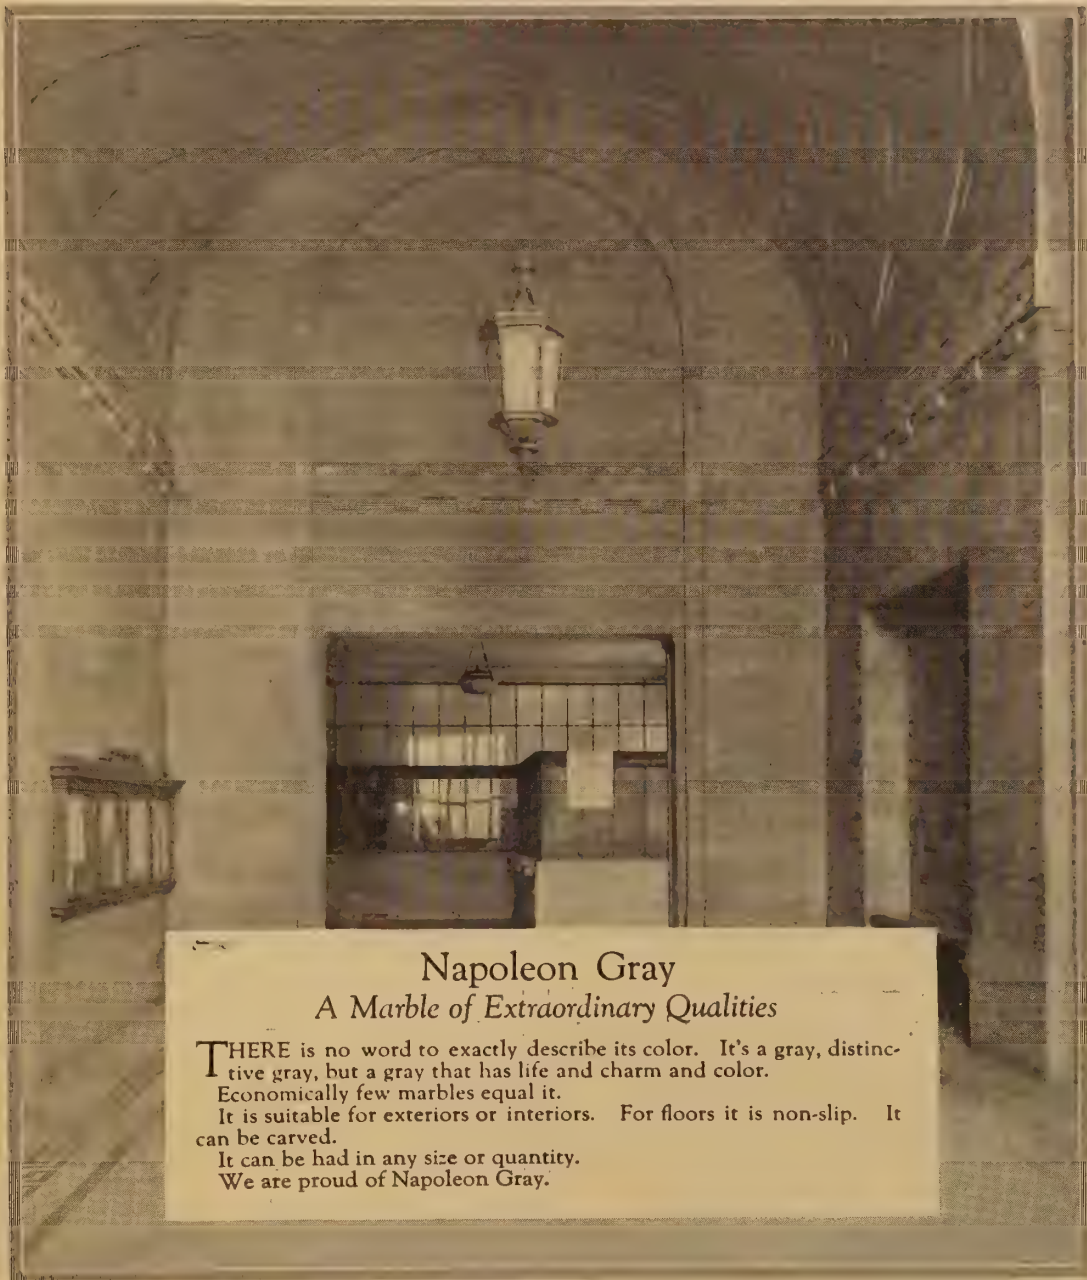 Napoleon Gray
A Marble of Extraordinary Qualities
THERE is no word to exactly describe its color. It's a gray, distinc-
tive gray, but a gray that has life and charm and color.
Economically few marbles equal it.
It is suitable for exteriors or interiors. For floors it is non-slip. It
can be carved.
It can be had in any size or quantity.
We are proud of Napoleon Gray.